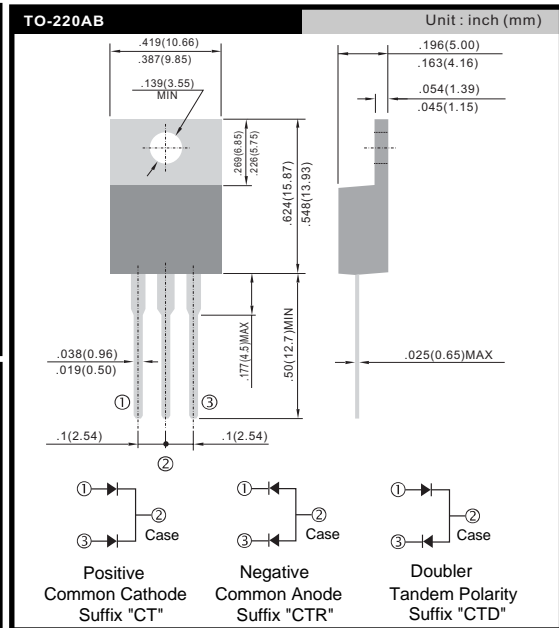 TO-220AB
Unit : inch (mm)
.419(10.66)
.387(9.85)
.139(3.55)
MIN
.269(6.85)
.226(5.75)
.624(15.87)
.548(13.93)
.196(5.00)
.163(4.16)
.054(1.39)
.045(1.15)
.038(0.96)
.019(0.50)
.177(4.5)MAX
.50(12.7)MIN
.025(0.65)MAX
①
③
.1(2.54)
.1(2.54)
②
①
③
②
Case
Positive
Common Cathode
Suffix "CT"
①
③
②
Case
Negative
Common Anode
Suffix "CTR"
①
③
②
Case
Doubler
Tandem Polarity
Suffix "CTD"